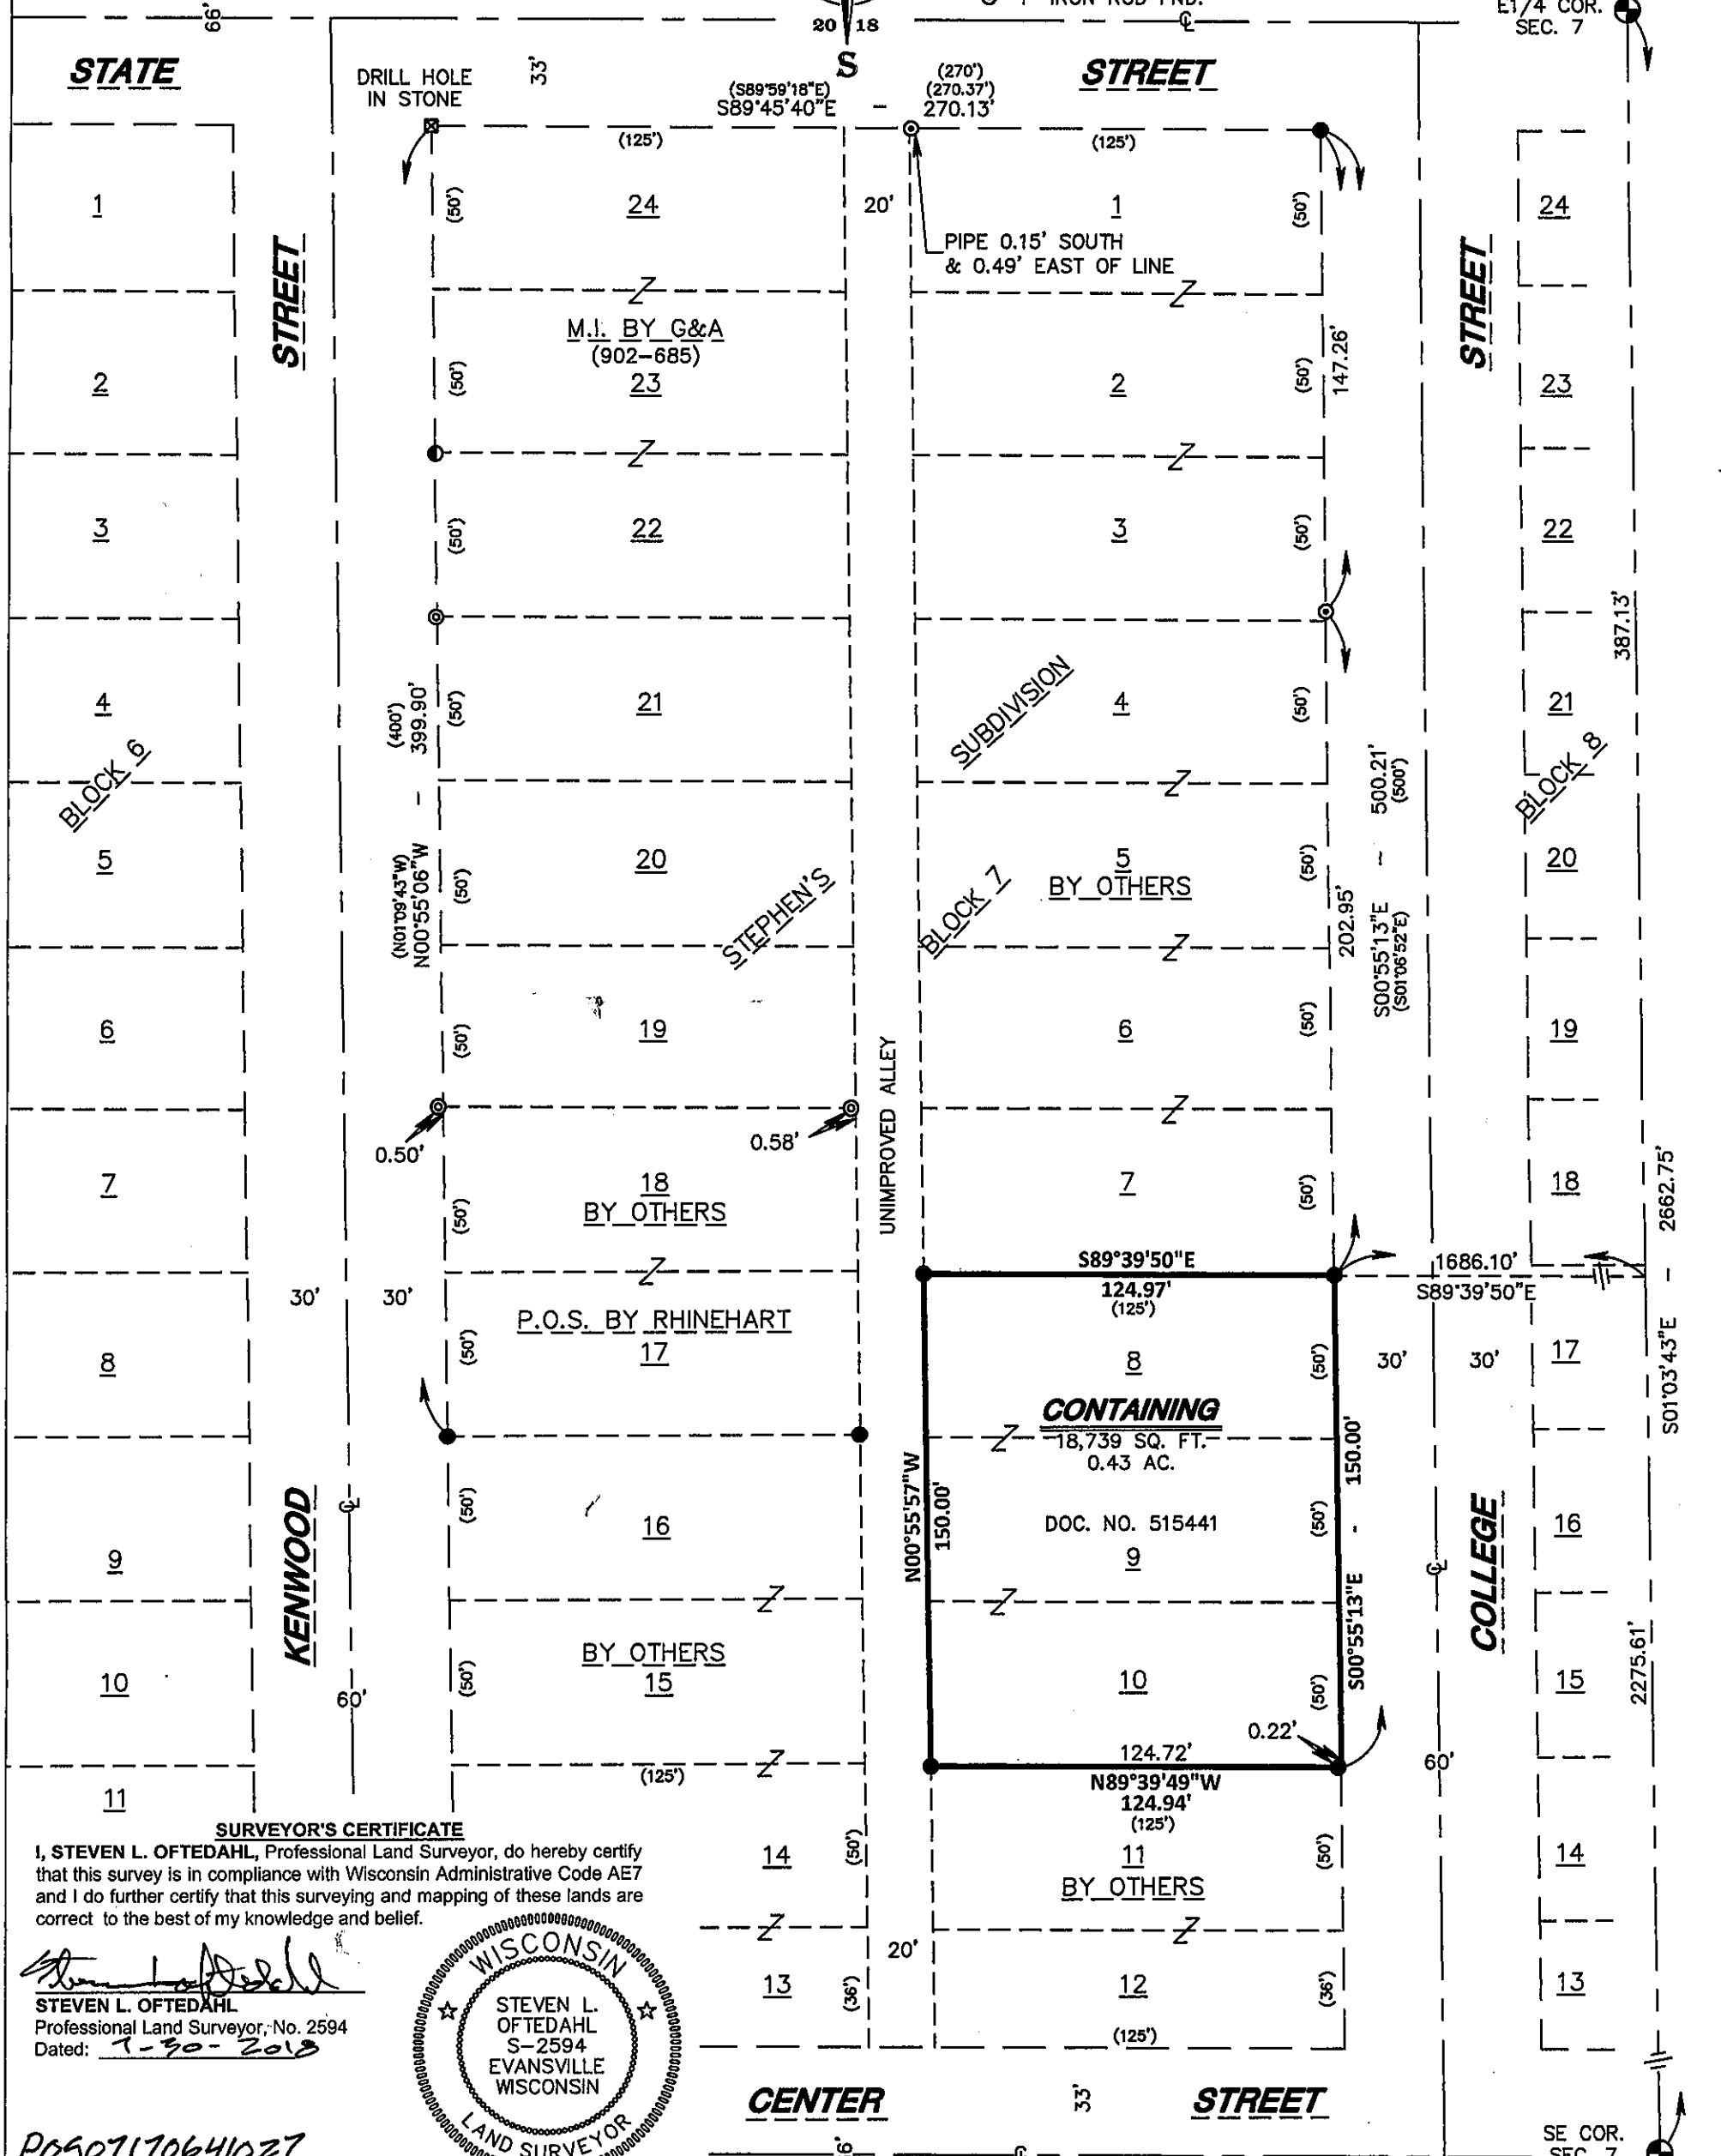 66'
20 18
S
1" IRON ROD FND.
E1/4 COR.
SEC. 7
STATE
STREET
33'
DRILL HOLE
IN STONE
(S89°59'18"E)
S89°45'40"E
-
(270')
(270.37')
270.13'
(125')
(125')
1
STREET
(50')
24
20'
1
(50')
STREET
24
PIPE 0.15' SOUTH
& 0.49' EAST OF LINE
Z
Z
M.I. BY G&A
(902-685)
2
(50')
23
2
(50')
147.26'
23
Z
Z
3
(50')
22
3
(50')
22
387.13'
4
(400')
399.90'
(50')
21
SUBDIVISION
4
(50')
21
BLOCK 6
Z
500.21'
(500')
BLOCK 8
5
(N01°09'43"W)
N00°55'06"W
(50')
20
STEPHEN'S
BLOCK 7
5
BY OTHERS
(50')
20
Z
202.95'
S00°55'13"E
(S01°06'52"E)
6
(50')
19
UNIMPROVED ALLEY
6
(50')
19
Z
0.50'
0.58'
7
(50')
18
BY OTHERS
7
(50')
18
2662.75'
Z
S89°39'50"E
124.97'
(125')
1686.10'
S89°39'50"E
30'
30'
P.O.S. BY RHINEHART
17
8
(50')
8
(50')
30'
30'
17
S01°03'43"E
CONTAINING
18,739 SQ. FT.
0.43 AC.
Z
N00°55'57"W
150.00'
150.00'
KENWOOD
9
(50')
16
DOC. NO. 515441
9
(50')
COLLEGE
16
Z
Z
BY OTHERS
15
10
60'
(50')
10
(50')
S00°55'13"E
15
2275.61'
0.22'
124.72'
N89°39'49"W
124.94'
(125')
60'
(125')
Z
11
SURVEYOR'S CERTIFICATE
I, STEVEN L. OFTEDAHL, Professional Land Surveyor, do hereby certify
that this survey is in compliance with Wisconsin Administrative Code AE7
and I do further certify that this surveying and mapping of these lands are
correct to the best of my knowledge and belief.
14
(50')
11
BY OTHERS
(50')
14
Z
Z
20'
13
(36')
12
(36')
13
(125')
STEVEN L. OFTEDAHL
Professional Land Surveyor, No. 2594
Dated: 7-30-2018
WISCONSIN
STEVEN L.
OFTEDAHL
S-2594
EVANSVILLE
WISCONSIN
LAND SURVEYOR
CENTER
33'
STREET
SE COR.
SEC. 7
POS07170641027